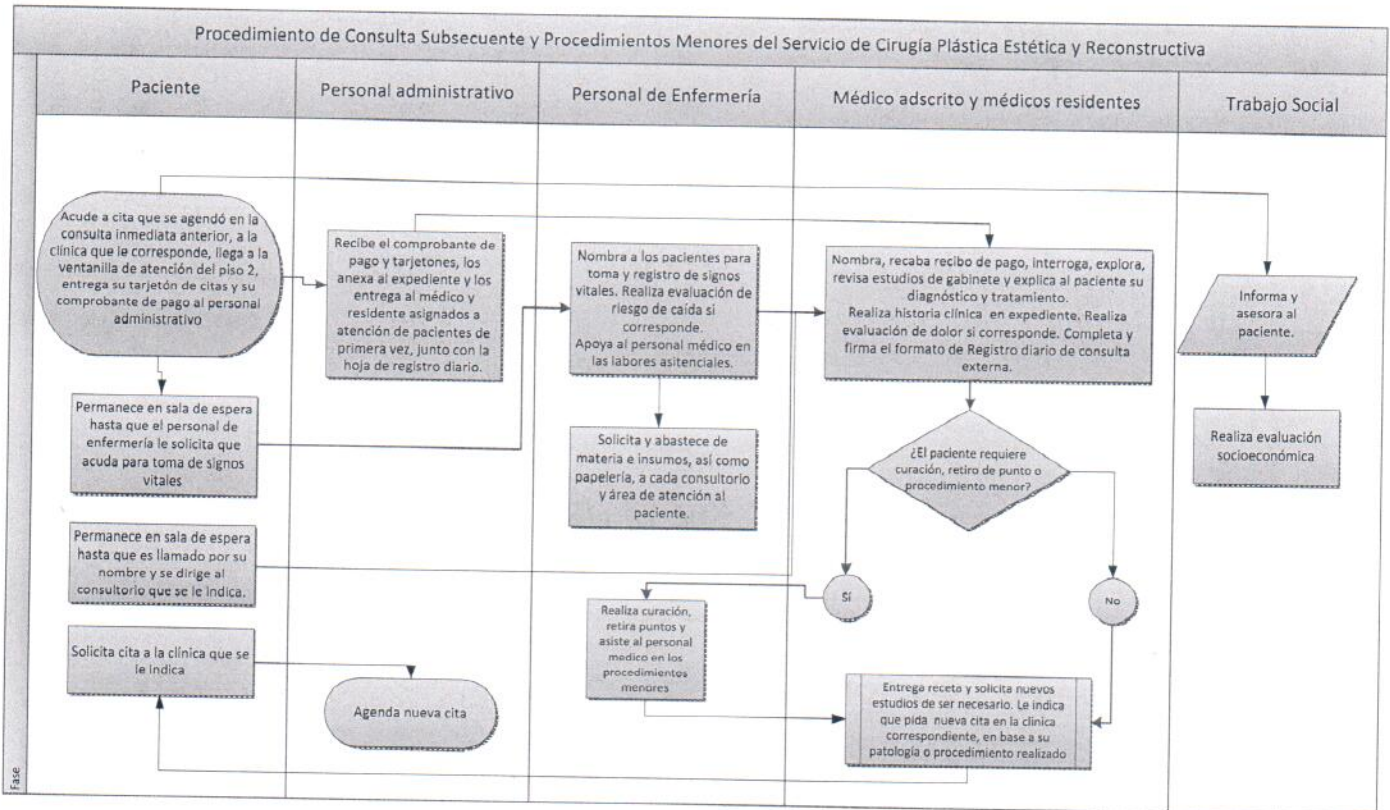 Procedimiento de Consulta Subsecuente y Procedimientos Menores del Servicio de Cirugía Plástica Estética y Reconstructiva
Paciente
Personal administrativo
Personal de Enfermería
Médico adscrito y médicos residentes
Trabajo Social
Acude a cita que se agendó en la
consulta inmediata anterior, a la
clínica que le corresponde, llega a la
ventanilla de atención del piso 2,
entrega su tarjetón de citas y su
comprobante de pago al personal
administrativo
Recibe el comprobante de
pago y tarjetones, los
anexa al expediente y los
entrega al médico y
residente asignados a
atención de pacientes de
primera vez, junto con la
hoja de registro diario.
Nombra a los pacientes para
toma y registro de signos
vitales. Realiza evaluación de
riesgo de caída si
corresponde.
Apoya al personal médico en
las labores asitenciales.
Nombra, recaba recibo de pago, interroga, explora,
revisa estudios de gabinete y explica al paciente su
diagnóstico y tratamiento.
Realiza historia clínica en expediente. Realiza
evaluación de dolor si corresponde. Completa y
firma el formato de Registro diario de consulta
externa.
Informa y
asesora al
paciente.
Permanece en sala de espera
hasta que el personal de
enfermería le solicita que
acuda para toma de signos
vitales
Solicita y abastece de
materia e insumos, así como
papelería, a cada consultorio
y área de atención al
paciente.
¿El paciente requiere
curación, retiro de punto o
procedimiento menor?
Realiza evaluación
socioeconómica
Permanece en sala de espera
hasta que es llamado por su
nombre y se dirige al
consultorio que se le indica.
Sí
No
Realiza curación,
retira puntos y
asiste al personal
medico en los
procedimientos
menores
Solicita cita a la clínica que se
le indica
Agenda nueva cita
Entrega receta y solicita nuevos
estudios de ser necesario. Le indica
que pida nueva cita en la clínica
correspondiente, en base a su
patología o procedimiento realizado
Fase